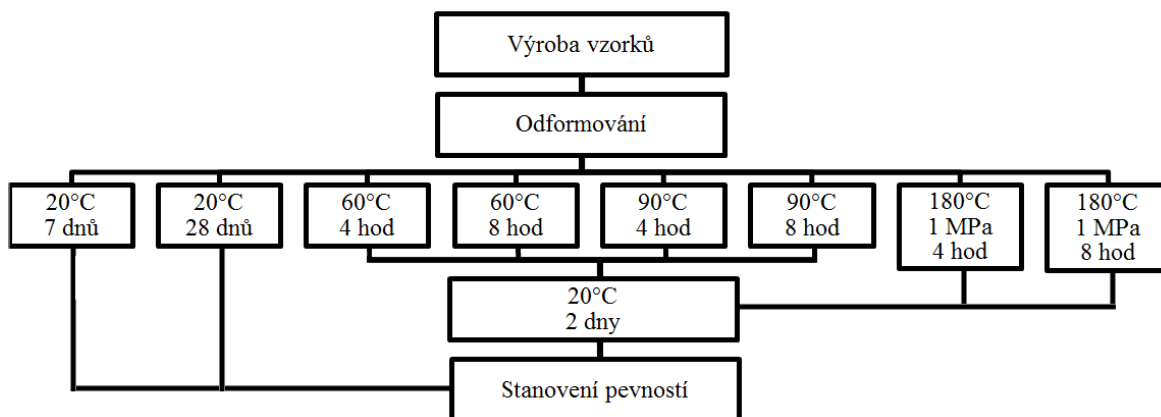 Výroba vzorků
Odformování
20°C
7 dnů
20°C
28 dnů
60°C
4 hod
60°C
8 hod
90°C
4 hod
90°C
8 hod
180°C
1 MPa
4 hod
180°C
1 MPa
8 hod
20°C
2 dny
Stanovení pevností